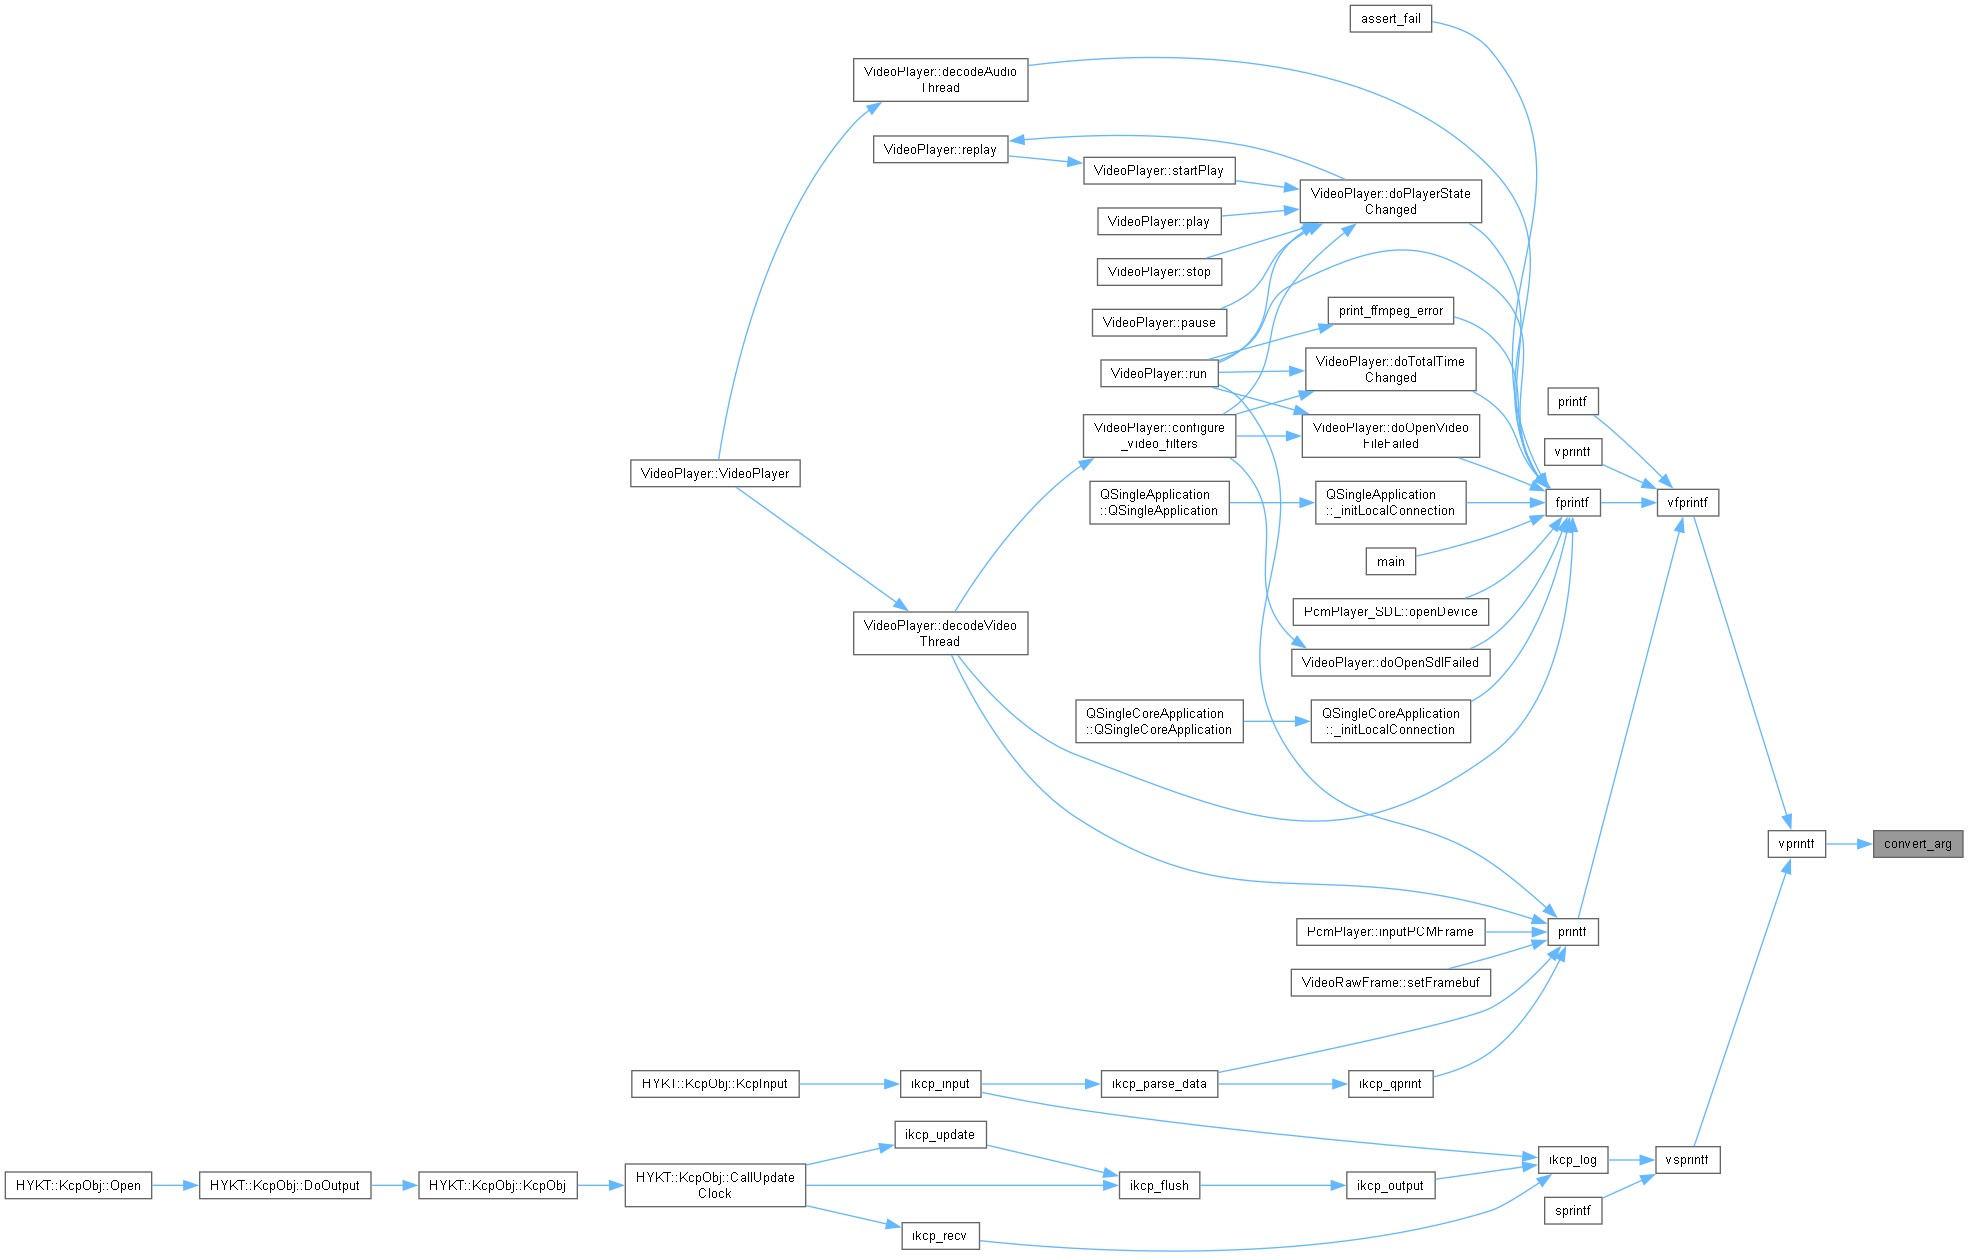 assert_fail
VideoPlayer::decodeAudio
Thread
VideoPlayer::replay
VideoPlayer::startPlay
VideoPlayer::doPlayerState
Changed
VideoPlayer::play
VideoPlayer::stop
print_ffmpeg_error
VideoPlayer::pause
VideoPlayer::doTotalTime
Changed
VideoPlayer::run
printf
VideoPlayer::configure
_video_filters
VideoPlayer::doOpenVideo
FileFailed
vprintf
VideoPlayer::VideoPlayer
QSingleApplication
::QSingleApplication
QSingleApplication
::_initLocalConnection
fprintf
vfprintf
main
PcmPlayer_SDL::openDevice
VideoPlayer::decodeVideo
Thread
VideoPlayer::doOpenSdlFailed
QSingleCoreApplication
::QSingleCoreApplication
QSingleCoreApplication
::_initLocalConnection
vprintf
convert_arg
PcmPlayer::inputPCMFrame
printf
VideoRawFrame::setFramebuf
HYKT::KcpObj::KcpInput
ikcp_input
ikcp_parse_data
ikcp_qprint
ikcp_update
ikcp_log
vsprintf
HYKT::KcpObj::Open
HYKT::KcpObj::DoOutput
HYKT::KcpObj::KcpObj
HYKT::KcpObj::CallUpdate
Clock
ikcp_flush
ikcp_output
sprintf
ikcp_recv